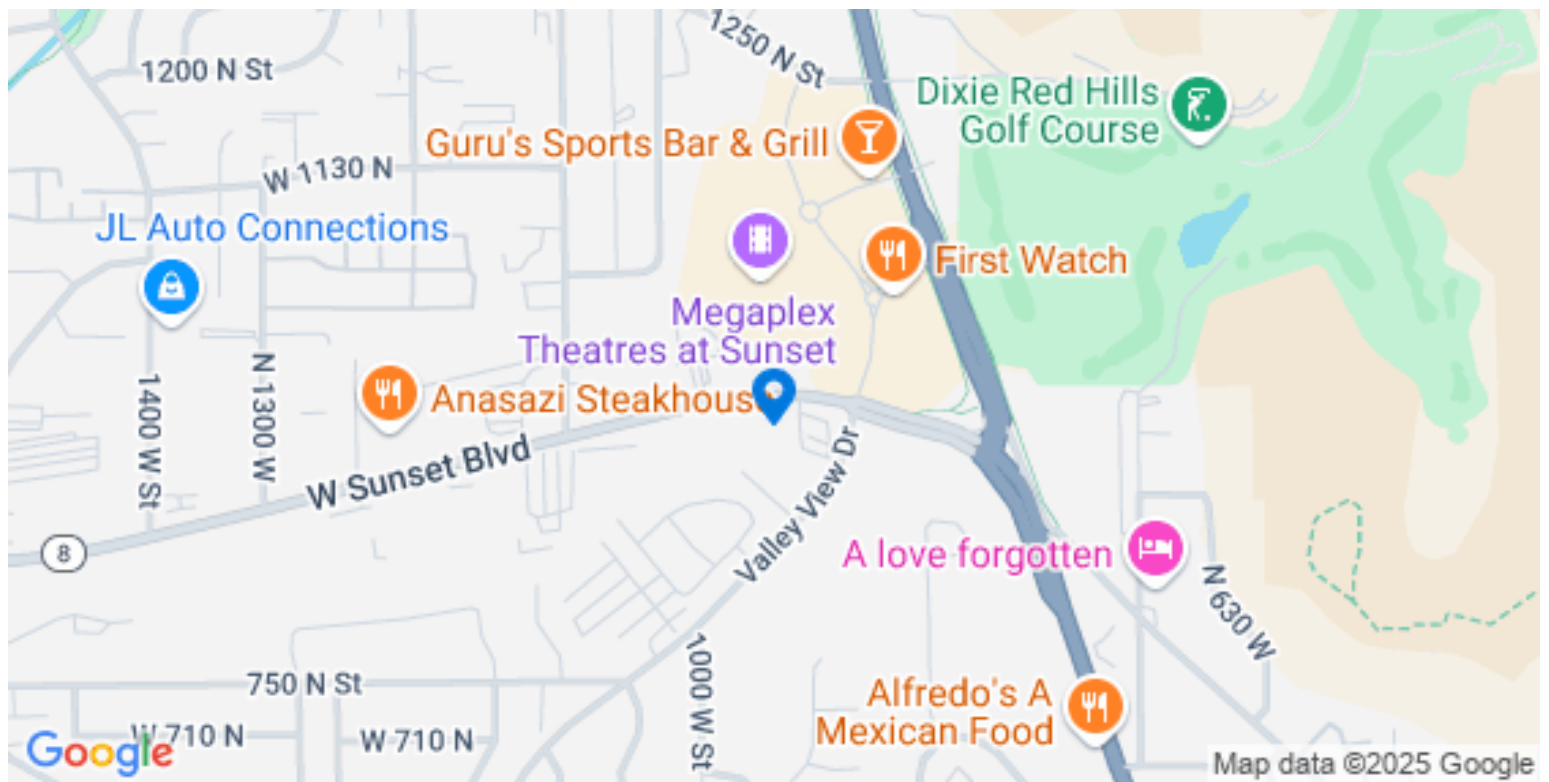 1250 N St
1200 N St
Dixie Red Hills
Golf Course
Guru's Sports Bar & Grill
W 1130 N
JL Auto Connections
First Watch
Megaplex
Theatres at Sunset
Anasazi Steakhouse
1400 W St
N 1300 W
W Sunset Blvd
Valley View Dr
8
A love forgotten
N 630 W
1000 W St
750 N St
Alfredo's A
Mexican Food
W 710 N
W 710 N
Google
Map data ©2025 Google